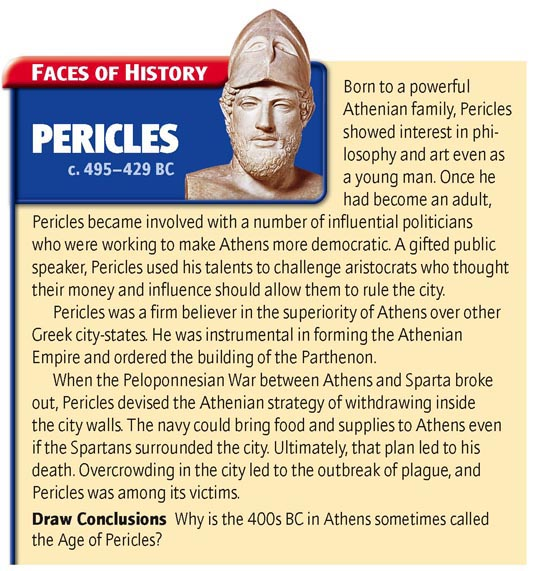 FACES OF HISTORY
PERICLES
c. 495–429 BC
Born to a powerful
Athenian family, Pericles
showed interest in phi-
losophy and art even as
a young man. Once he
had become an adult,
Pericles became involved with a number of influential politicians
who were working to make Athens more democratic. A gifted public
speaker, Pericles used his talents to challenge aristocrats who thought
their money and influence should allow them to rule the city.
Pericles was a firm believer in the superiority of Athens over other
Greek city-states. He was instrumental in forming the Athenian
Empire and ordered the building of the Parthenon.
When the Peloponnesian War between Athens and Sparta broke
out, Pericles devised the Athenian strategy of withdrawing inside
the city walls. The navy could bring food and supplies to Athens even
if the Spartans surrounded the city. Ultimately, that plan led to his
death. Overcrowding in the city led to the outbreak of plague, and
Pericles was among its victims.
Draw Conclusions Why is the 400s BC in Athens sometimes called
the Age of Pericles?